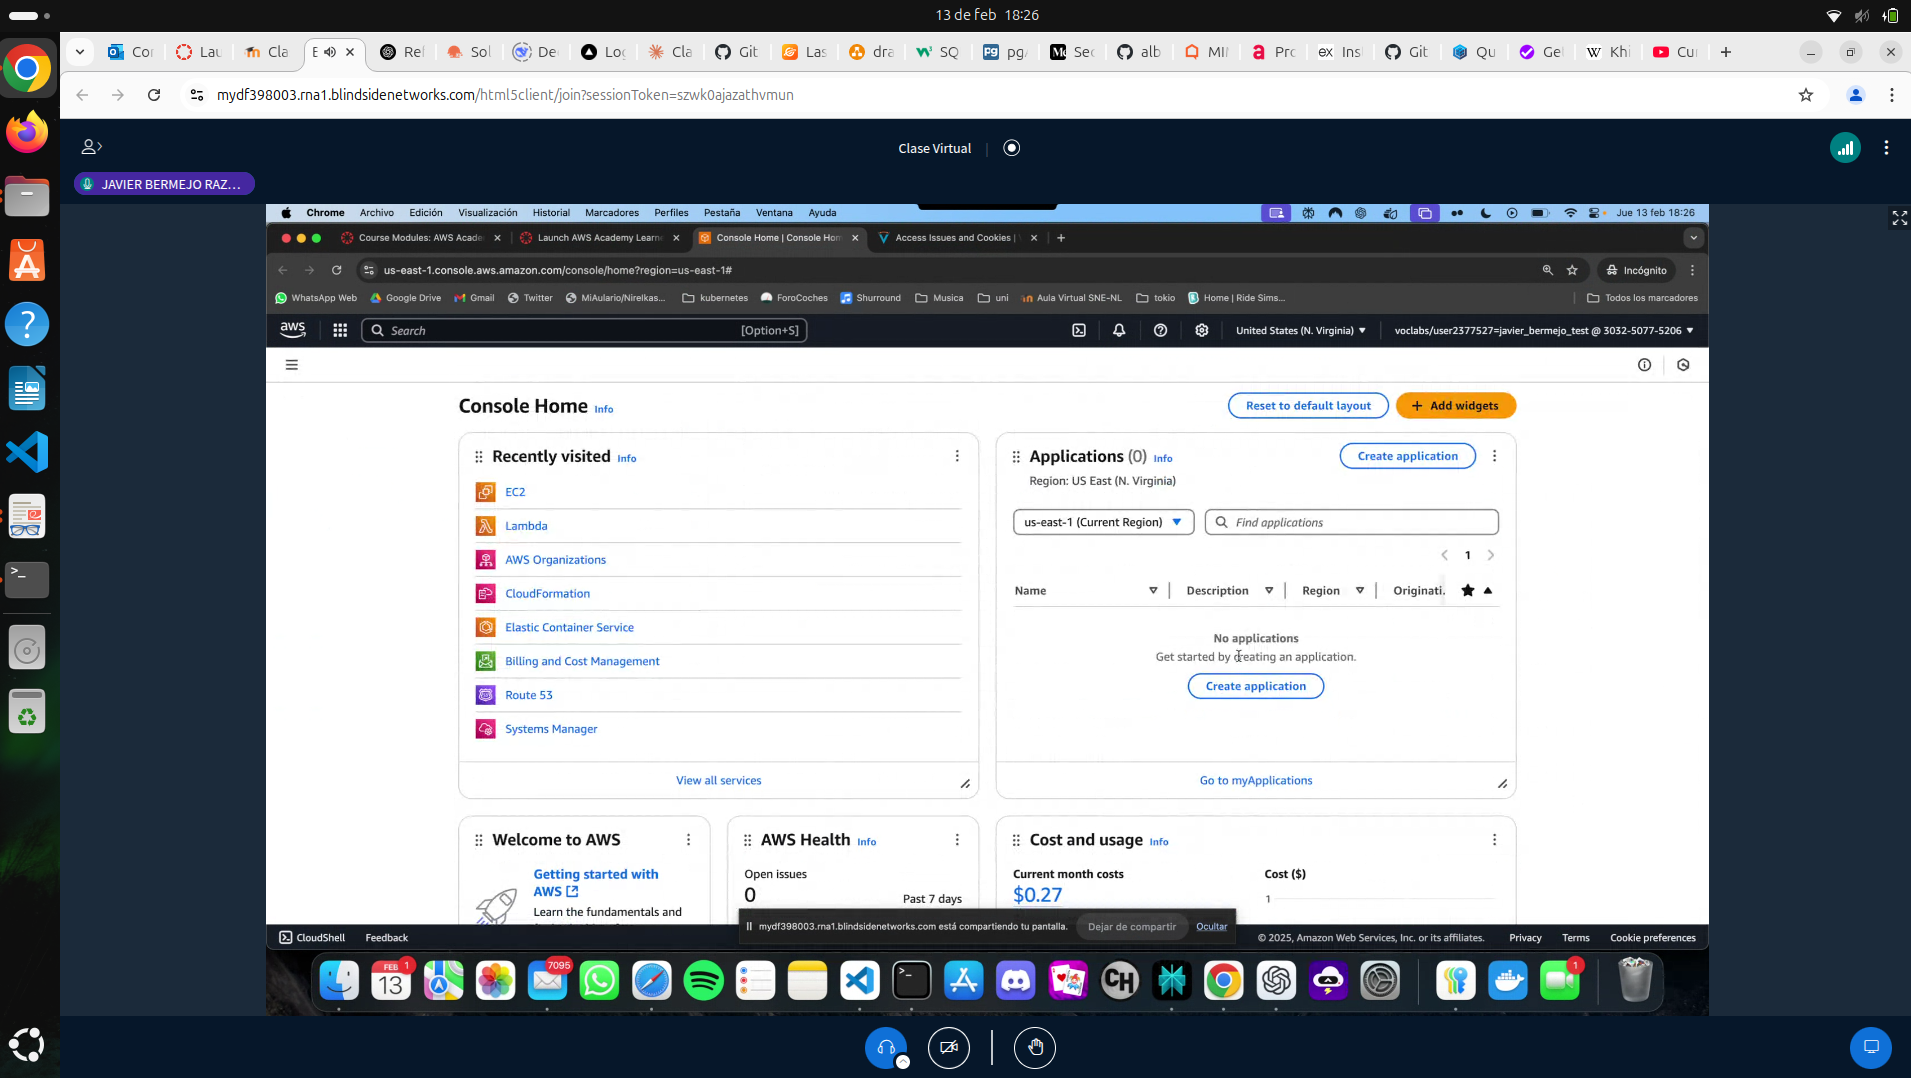 13 de feb 18:26
Cor
Lau
Cla
E
Ref
Sol
De
Log
Cla
Git
Las
dra
SQ
pg
Sec
alb
MIN
Pro
Inst
Git
Qu
Gel
Khi
Cur
mydf398003.rna1.blindsidenetworks.com/html5client/join?sessionToken=szwk0ajazathvmun
Clase Virtual
JAVIER BERMEJO RAZ...
Chrome Archivo Edición Visualización Historial Marcadores Perfiles Pestaña Ventana Ayuda
Jue 13 feb 18:26
Course Modules: AWS Acade
Launch AWS Academy Learne
Console Home | Console Hom
Access Issues and Cookies |
us-east-1.console.aws.amazon.com/console/home?region=us-east-1#
Incógnito
WhatsApp Web Google Drive Gmail Twitter MiAulario/Nirelkas... kubernetes ForoCoches Shurround Musica uni Aula Virtual SNE-NL tokio Home | Ride Sims... Todos los marcadores
aws
Search
[Option+S]
United States (N. Virginia)
voclabs/user2377527=javier_bermejo_test @ 3032-5077-5206
Console Home Info
Reset to default layout
Add widgets
Recently visited Info
EC2
Lambda
AWS Organizations
CloudFormation
Elastic Container Service
Billing and Cost Management
Route 53
Systems Manager
View all services
Applications (0) Info
Create application
Region: US East (N. Virginia)
us-east-1 (Current Region)
Find applications
1
Name Description Region Originati.
No applications
Get started by creating an application.
Create application
Go to myApplications
Welcome to AWS
Getting started with
AWS
Learn the fundamentals and
AWS Health Info
Open issues
0
Past 7 days
Cost and usage Info
Current month costs
$0.27
Cost ($)
1
mydf398003.rna1.blindsidenetworks.com está compartiendo tu pantalla.
Dejar de compartir
Ocultar
CloudShell Feedback
© 2025, Amazon Web Services, Inc. or its affiliates. Privacy Terms Cookie preferences
FEB
13
1
7095
CH
1